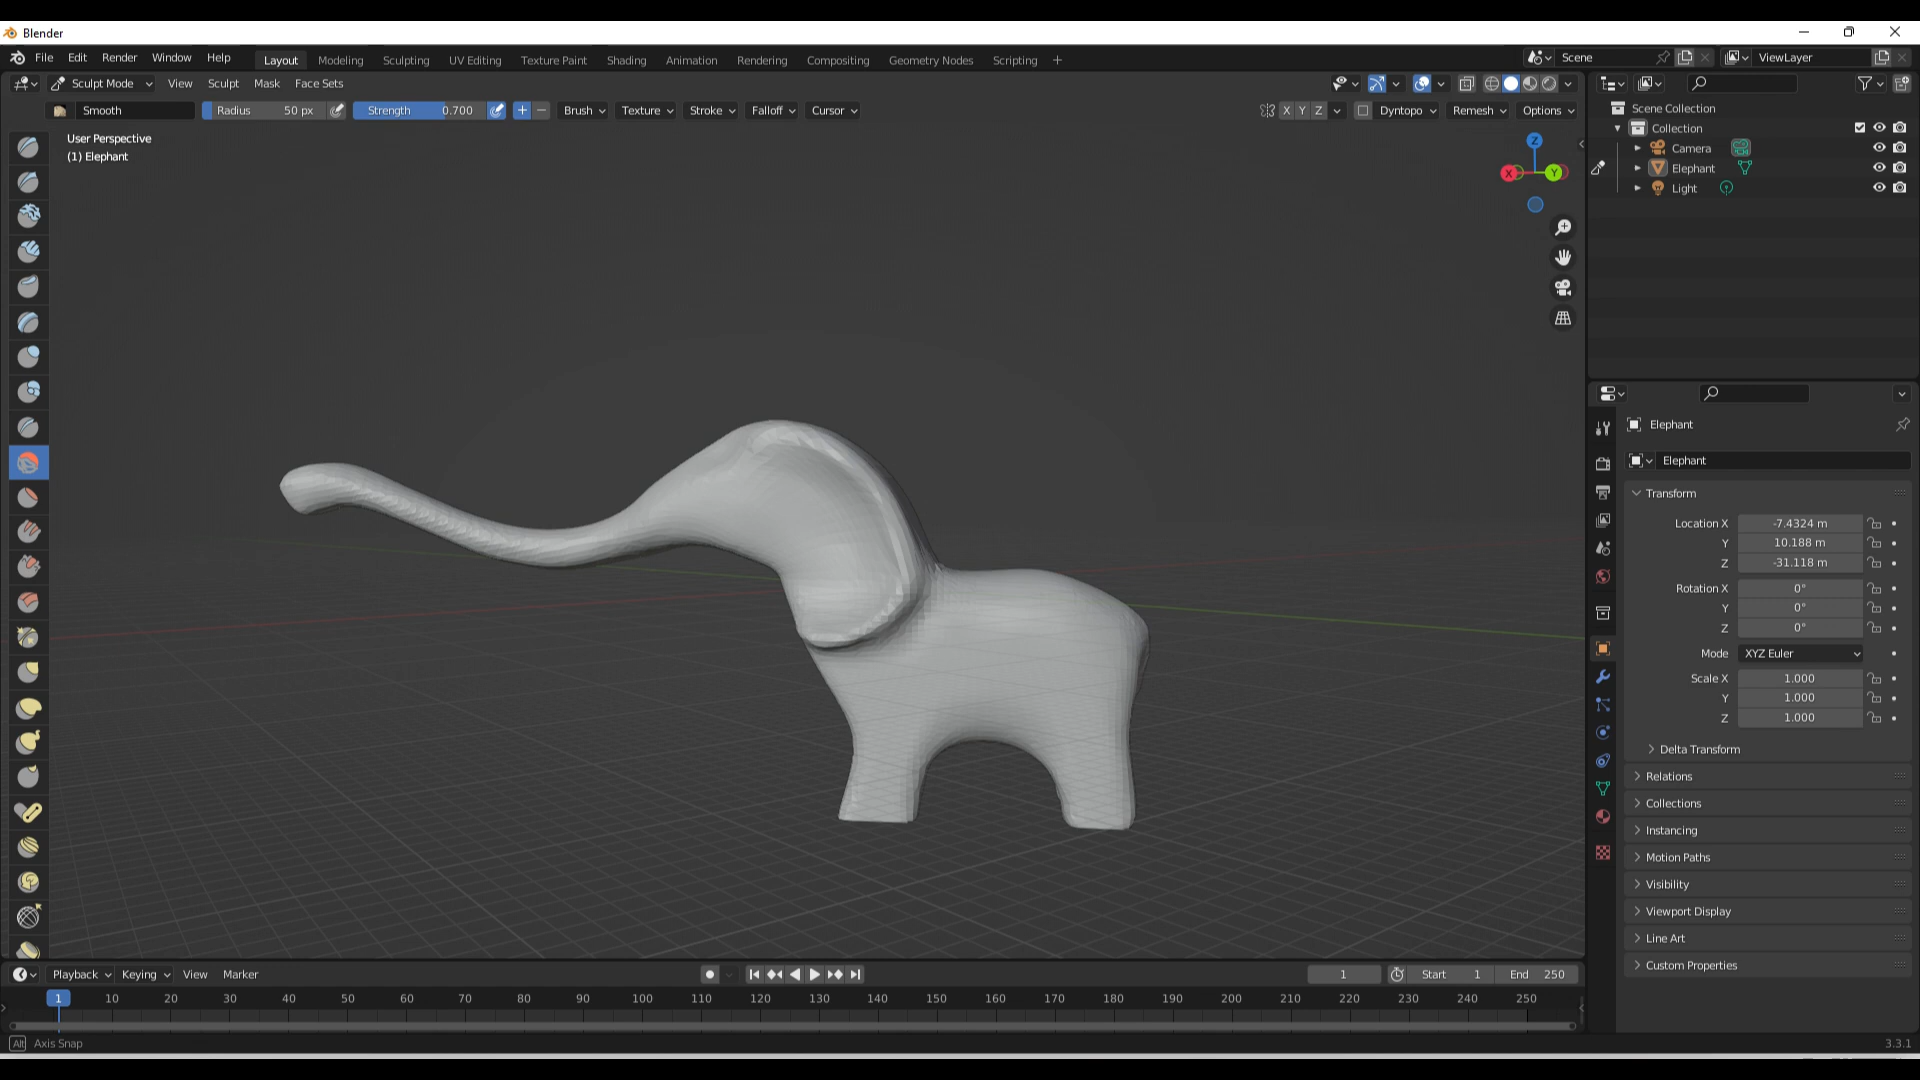 Blender
File Edit Render Window Help Layout Modeling Sculpting UV Editing Texture Paint Shading Animation Rendering Compositing Geometry Nodes Scripting + Scene ViewLayer
Sculpt Mode View Sculpt Mask Face Sets
Smooth Radius 50 px Strength 0.700 Brush Texture Stroke Falloff Cursor X Y Z Dyntopo Remesh Options
User Perspective
(1) Elephant
Z
X Y
Scene Collection
Collection
Camera
Elephant
Light
Elephant
Elephant
Transform
Location X -7.4324 m
Y 10.188 m
Z -31.118 m
Rotation X 0°
Y 0°
Z 0°
Mode XYZ Euler
Scale X 1.000
Y 1.000
Z 1.000
Delta Transform
Relations
Collections
Instancing
Motion Paths
Visibility
Viewport Display
Line Art
Custom Properties
Playback Keying View Marker 1 Start 1 End 250
1 10 20 30 40 50 60 70 80 90 100 110 120 130 140 150 160 170 180 190 200 210 220 230 240 250
Alt Axis Snap 3.3.1